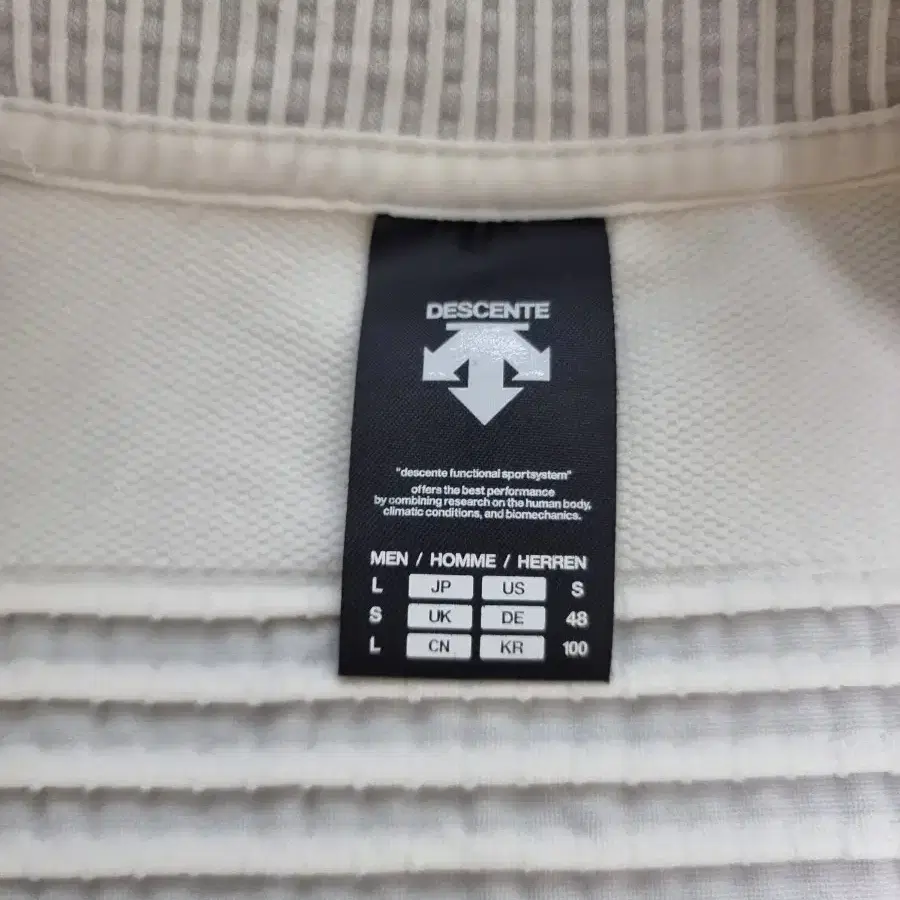 DESCENTE
"descente functional sportsystem"
offers the best performance
by combining research on the human body,
climatic conditions, and biomechanics.
MEN / HOMME / HERREN
L JP US S
S UK DE 48
L CN KR 100